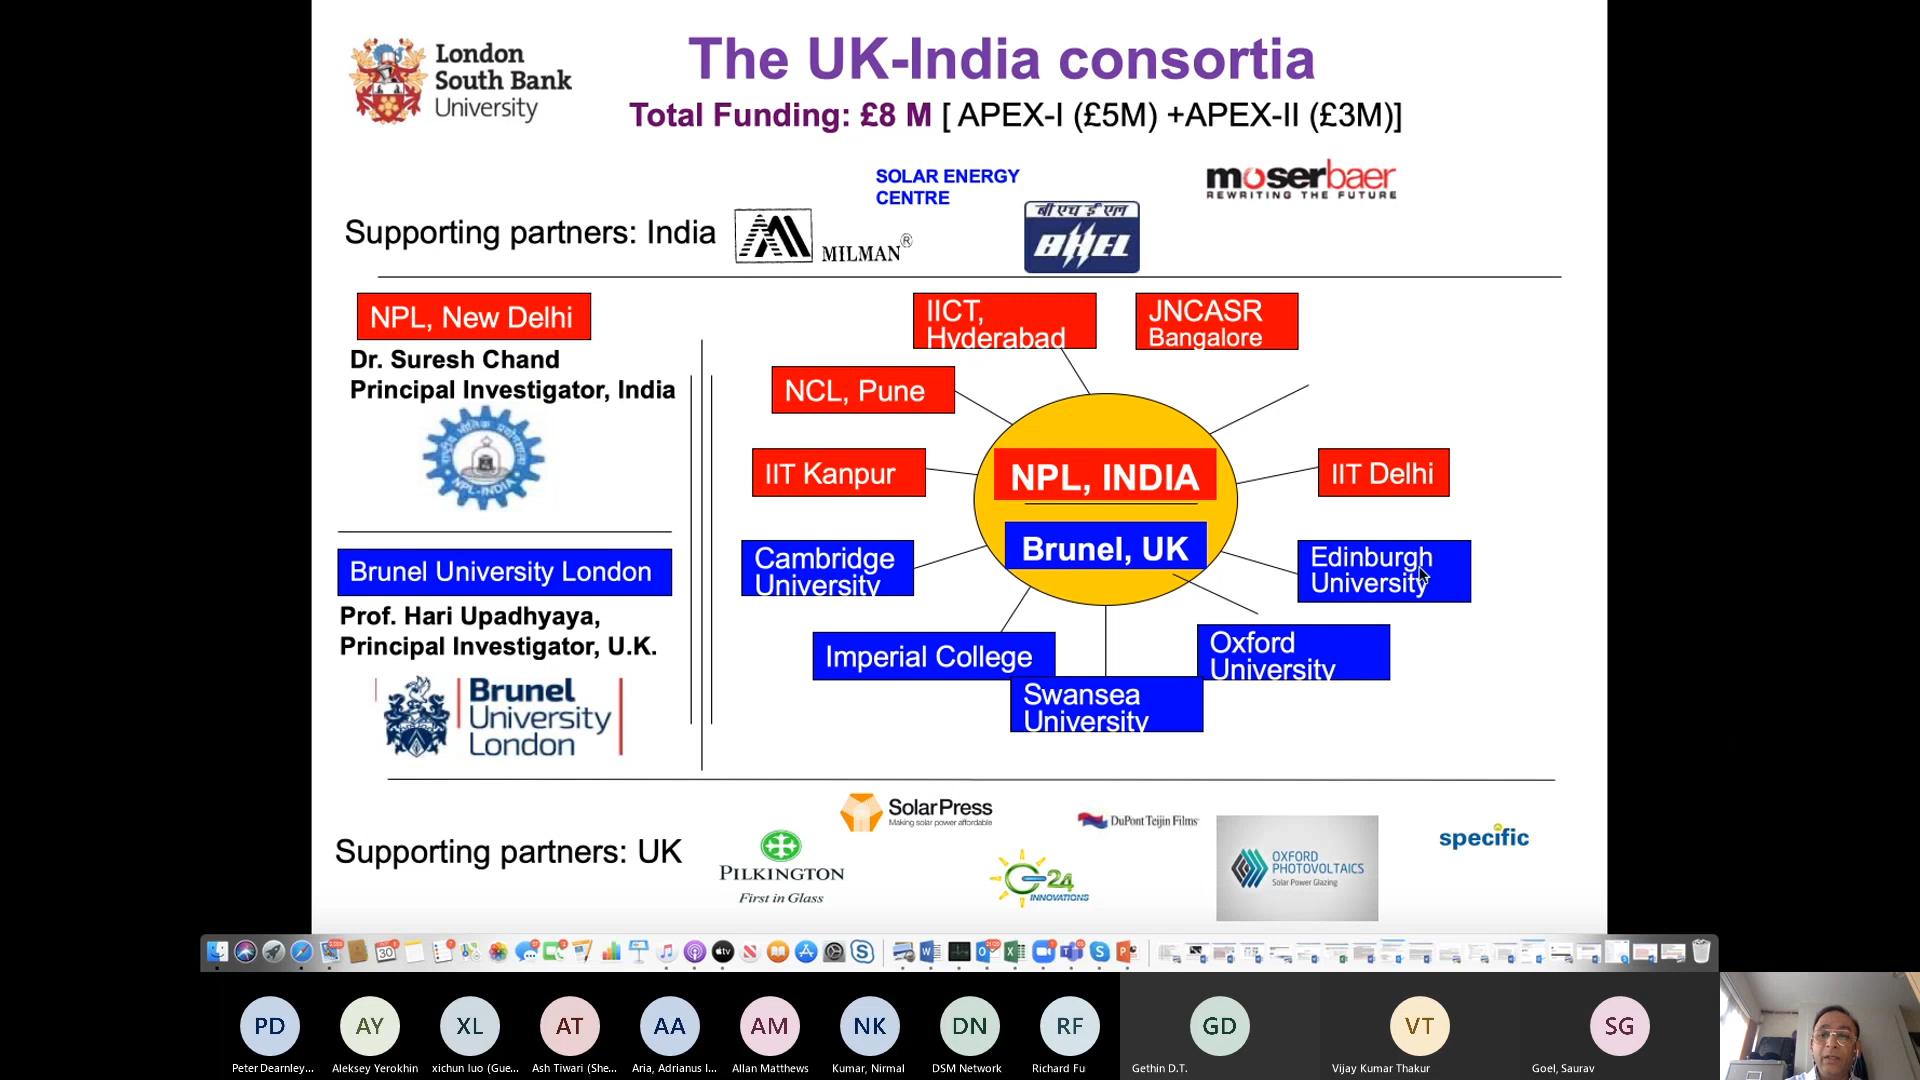 London
South Bank
University
The UK-India consortia
Total Funding: £8 M [ APEX-I (£5M) +APEX-II (£3M)]
SOLAR ENERGY
CENTRE
moserbaer
REWRITING THE FUTURE
Supporting partners: India
MILMAN®
बी एच ई एल
BHEL
NPL, New Delhi
Dr. Suresh Chand
Principal Investigator, India
NPL-INDIA
Brunel University London
Prof. Hari Upadhyaya,
Principal Investigator, U.K.
Brunel
University
London
IICT,
Hyderabad
JNCASR
Bangalore
NCL, Pune
IIT Kanpur
NPL, INDIA
IIT Delhi
Brunel, UK
Cambridge
University
Edinburgh
University
Imperial College
Oxford
University
Swansea
University
Supporting partners: UK
SolarPress
Making solar power affordable
DuPont Teijin Films
PILKINGTON
First in Glass
G24
INNOVATIONS
OXFORD
PHOTOVOLTAICS
Solar Power Glazing
specific
30
PD
AY
XL
AT
AA
AM
NK
DN
RF
GD
VT
SG
Peter Dearnley...
Aleksey Yerokhin
xichun luo (Gue...
Ash Tiwari (She...
Aria, Adrianus I...
Allan Matthews
Kumar, Nirmal
DSM Network
Richard Fu
Gethin D.T.
Vijay Kumar Thakur
Goel, Saurav